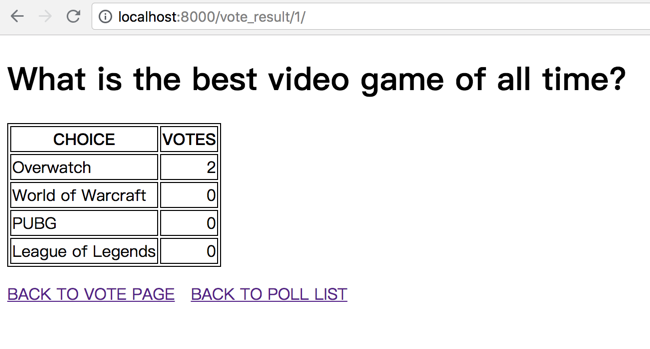 localhost:8000/vote_result/1/
What is the best video game of all time?
CHOICE VOTES
Overwatch 2
World of Warcraft 0
PUBG 0
League of Legends 0
BACK TO VOTE PAGE BACK TO POLL LIST